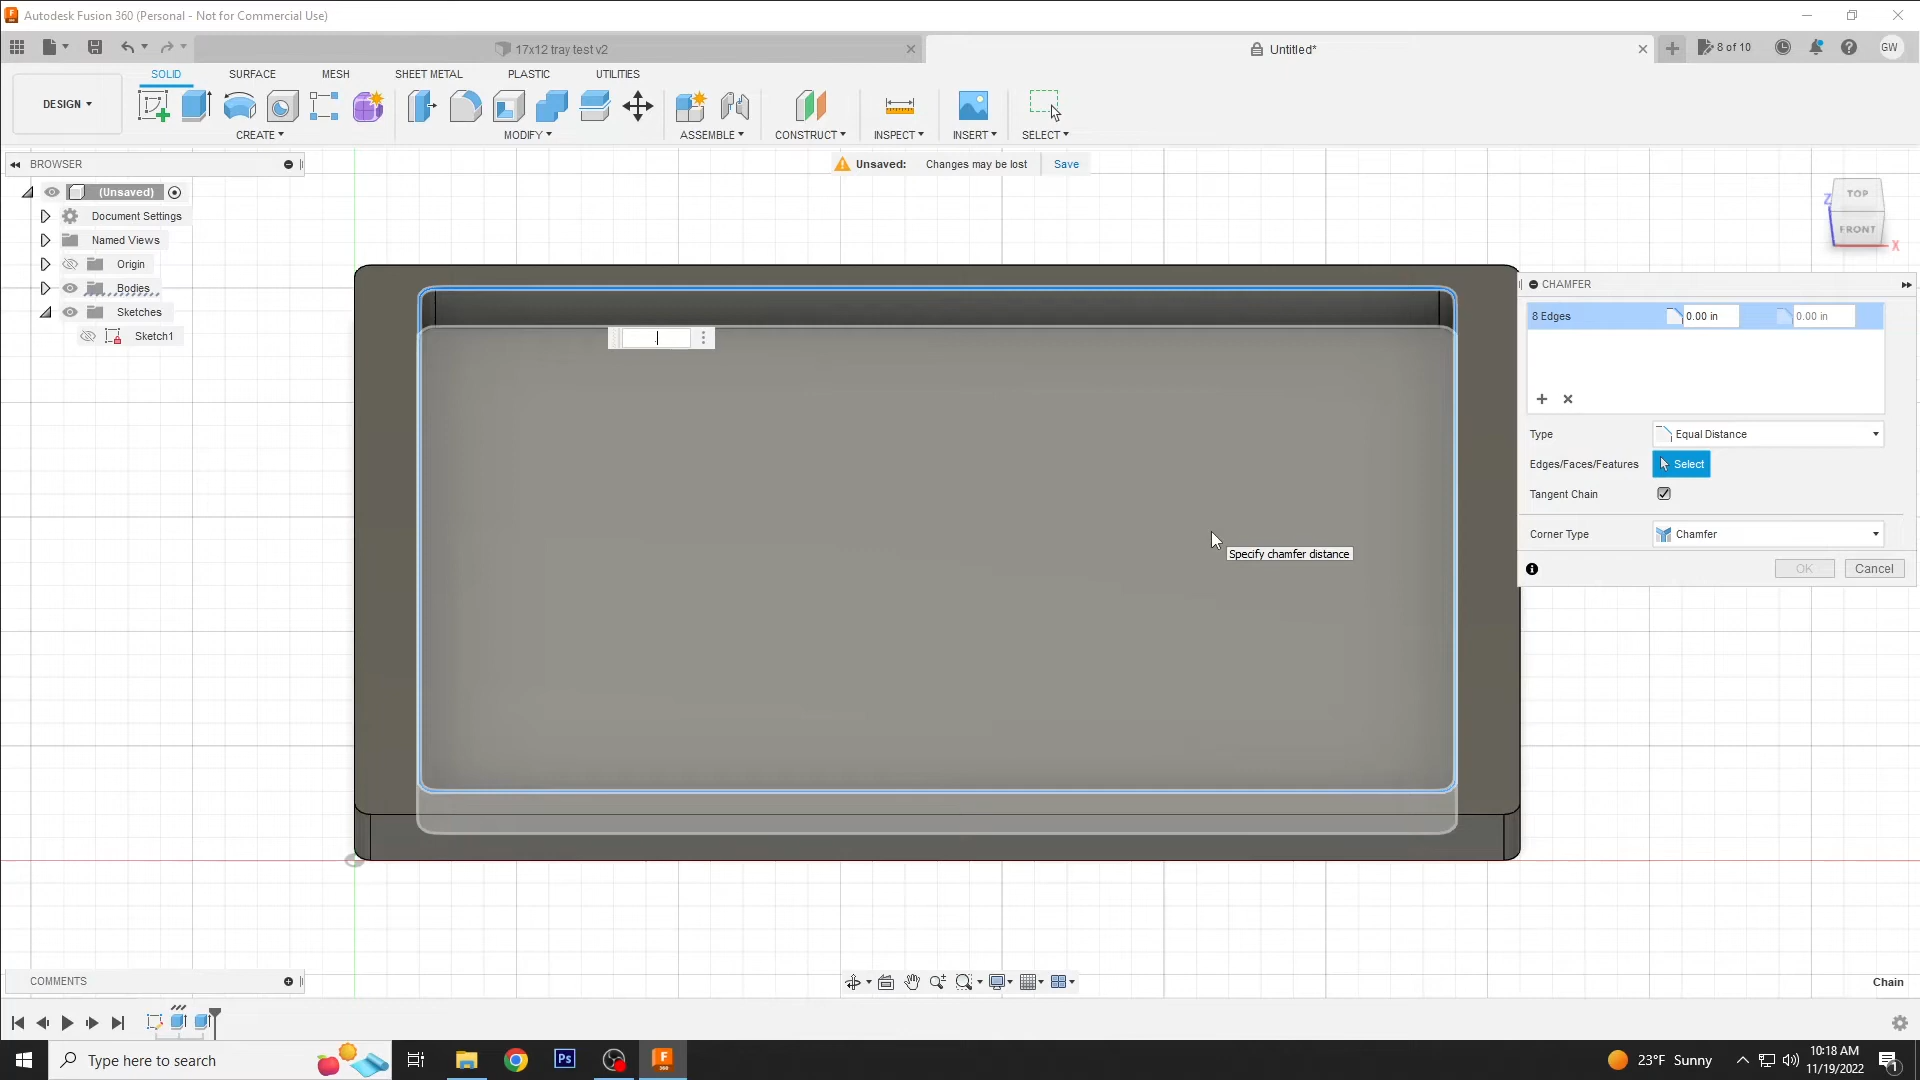 Autodesk Fusion 360 (Personal - Not for Commercial Use)
17x12 tray test v2
Untitled*
8 of 10
GW
DESIGN
SOLID
SURFACE
MESH
SHEET METAL
PLASTIC
UTILITIES
CREATE
MODIFY
ASSEMBLE
CONSTRUCT
INSPECT
INSERT
SELECT
BROWSER
Unsaved: Changes may be lost Save
(Unsaved)
Document Settings
Named Views
Origin
Bodies
Sketches
Sketch1
TOP
FRONT
Z
X
CHAMFER
8 Edges 0.00 in 0.00 in
Type Equal Distance
Edges/Faces/Features Select
Tangent Chain
Corner Type Chamfer
OK Cancel
.
Specify chamfer distance
COMMENTS
Chain
Type here to search
Ps
F
360
23°F Sunny
10:18 AM
11/19/2022
1